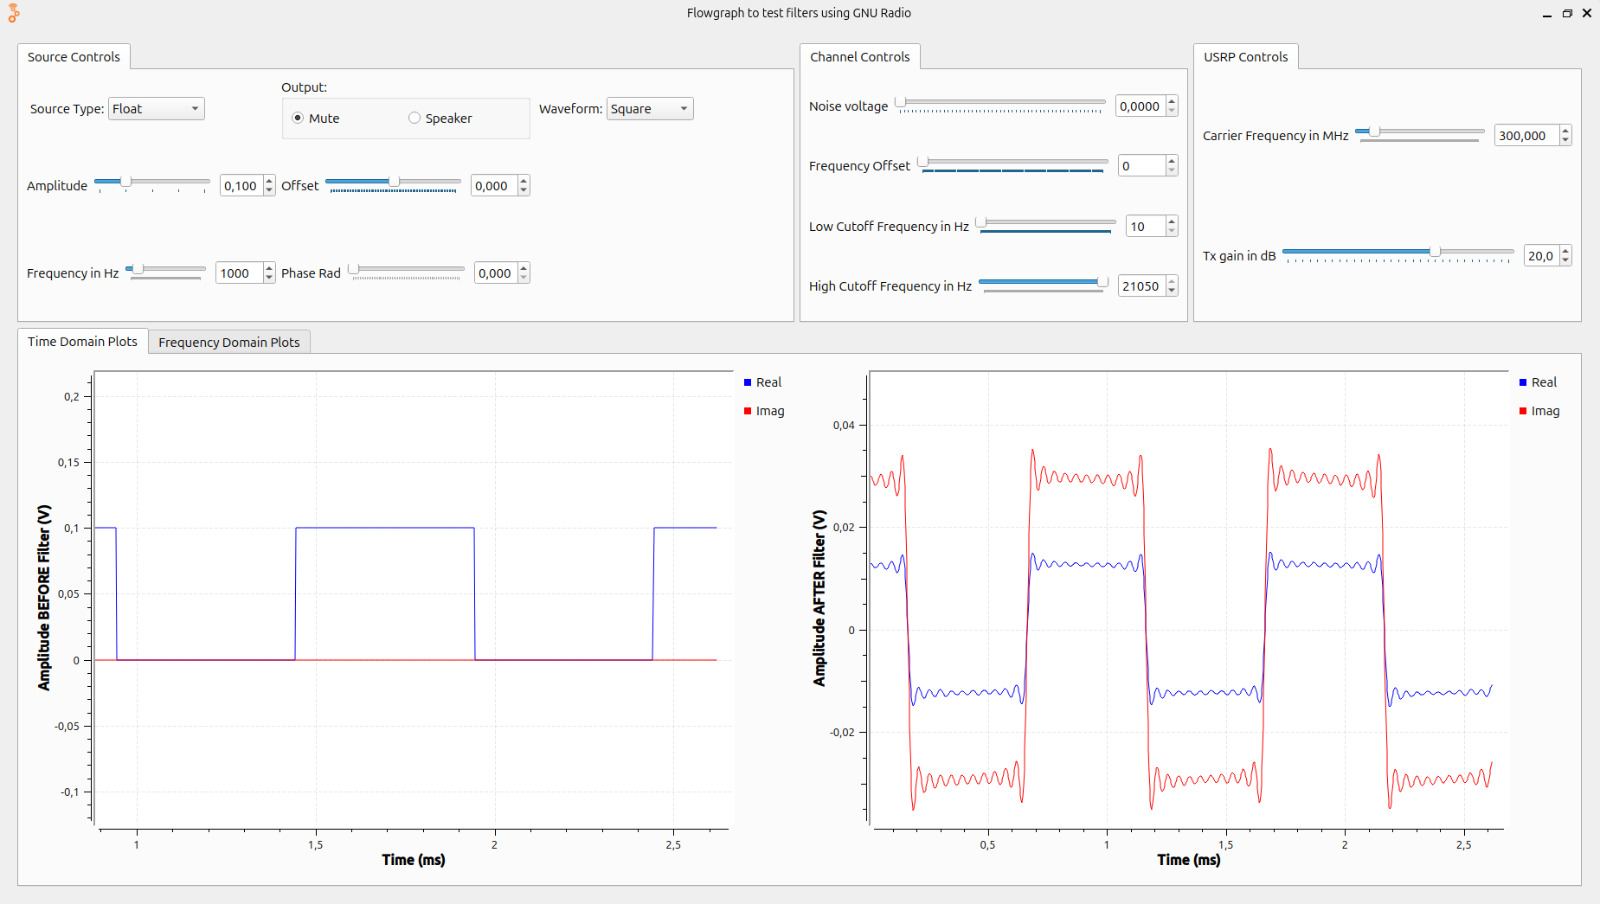 Flowgraph to test filters using GNU Radio
Source Controls
Source Type: Float
Output:
Mute
Speaker
Waveform: Square
Amplitude 0,100
Offset 0,000
Frequency in Hz 1000
Phase Rad 0,000
Channel Controls
Noise voltage 0,0000
Frequency Offset 0
Low Cutoff Frequency in Hz 10
High Cutoff Frequency in Hz 21050
USRP Controls
Carrier Frequency in MHz 300,000
Tx gain in dB 20,0
Time Domain Plots
Frequency Domain Plots
Amplitude BEFORE Filter (V)
0,2
0,15
0,1
0,05
0
-0,05
-0,1
1 1,5 2 2,5
Time (ms)
Real
Imag
Amplitude AFTER Filter (V)
0,04
0,02
0
-0,02
0,5 1 1,5 2 2,5
Time (ms)
Real
Imag